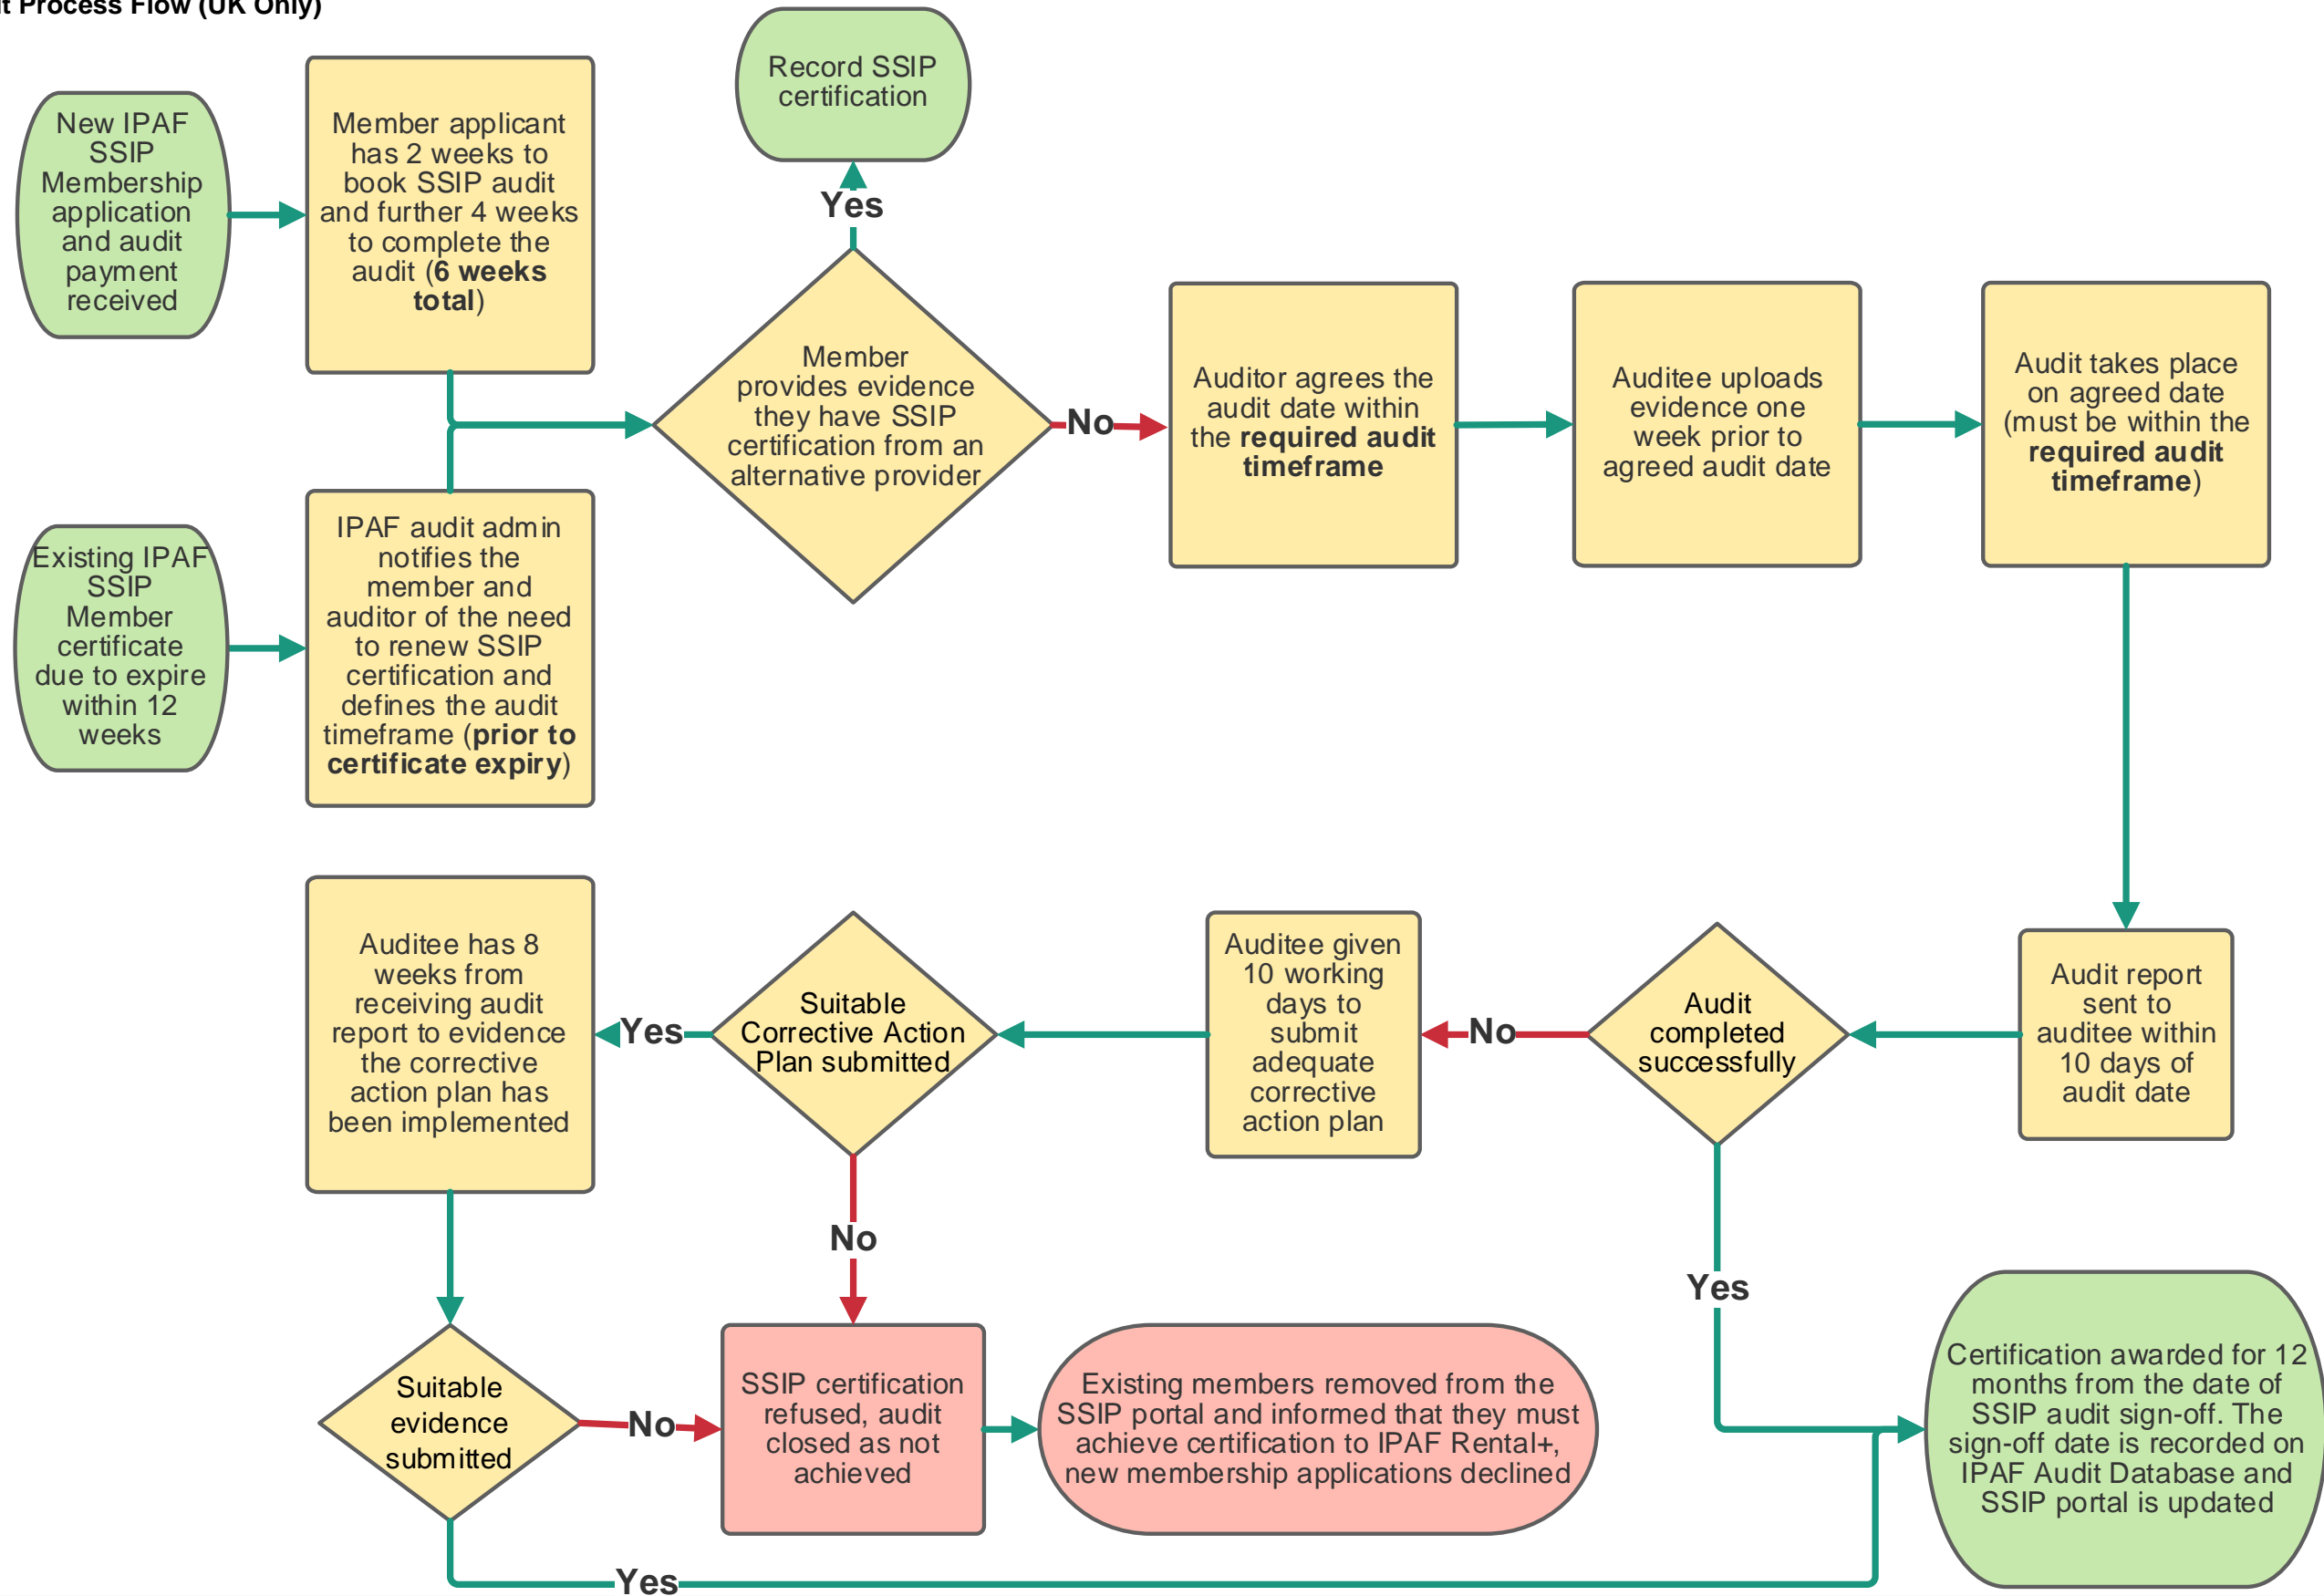 t Process Flow (UK Only)
New IPAF
SSIP
Membership
application
and audit
payment
received
Member applicant
has 2 weeks to
book SSIP audit
and further 4 weeks
to complete the
audit (6 weeks
total)
Record SSIP
certification
Yes
Member
provides evidence
they have SSIP
certification from an
alternative provider
No
Auditor agrees the
audit date within
the required audit
timeframe
Auditee uploads
evidence one
week prior to
agreed audit date
Audit takes place
on agreed date
(must be within the
required audit
timeframe)
Existing IPAF
SSIP
Member
certificate
due to expire
within 12
weeks
IPAF audit admin
notifies the
member and
auditor of the need
to renew SSIP
certification and
defines the audit
timeframe (prior to
certificate expiry)
Audit report
sent to
auditee within
10 days of
audit date
Audit
completed
successfully
No
Auditee given
10 working
days to
submit
adequate
corrective
action plan
Suitable
Corrective Action
Plan submitted
Yes
Auditee has 8
weeks from
receiving audit
report to evidence
the corrective
action plan has
been implemented
No
Yes
Suitable
evidence
submitted
No
SSIP certification
refused, audit
closed as not
achieved
Existing members removed from the
SSIP portal and informed that they must
achieve certification to IPAF Rental+,
new membership applications declined
Certification awarded for 12
months from the date of
SSIP audit sign-off. The
sign-off date is recorded on
IPAF Audit Database and
SSIP portal is updated
Yes